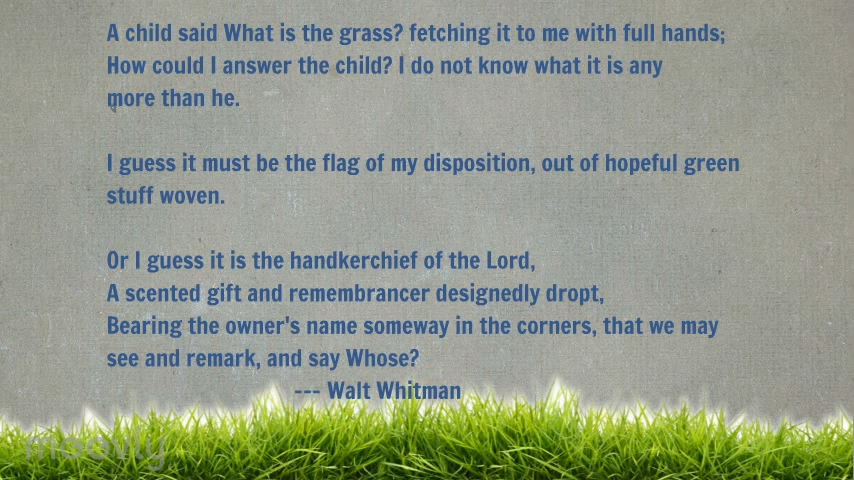 A child said What is the grass? fetching it to me with full hands;
How could I answer the child? I do not know what it is any
more than he.
I guess it must be the flag of my disposition, out of hopeful green
stuff woven.
Or I guess it is the handkerchief of the Lord,
A scented gift and remembrancer designedly dropt,
Bearing the owner's name someway in the corners, that we may
see and remark, and say Whose?
--- Walt Whitman
moovly